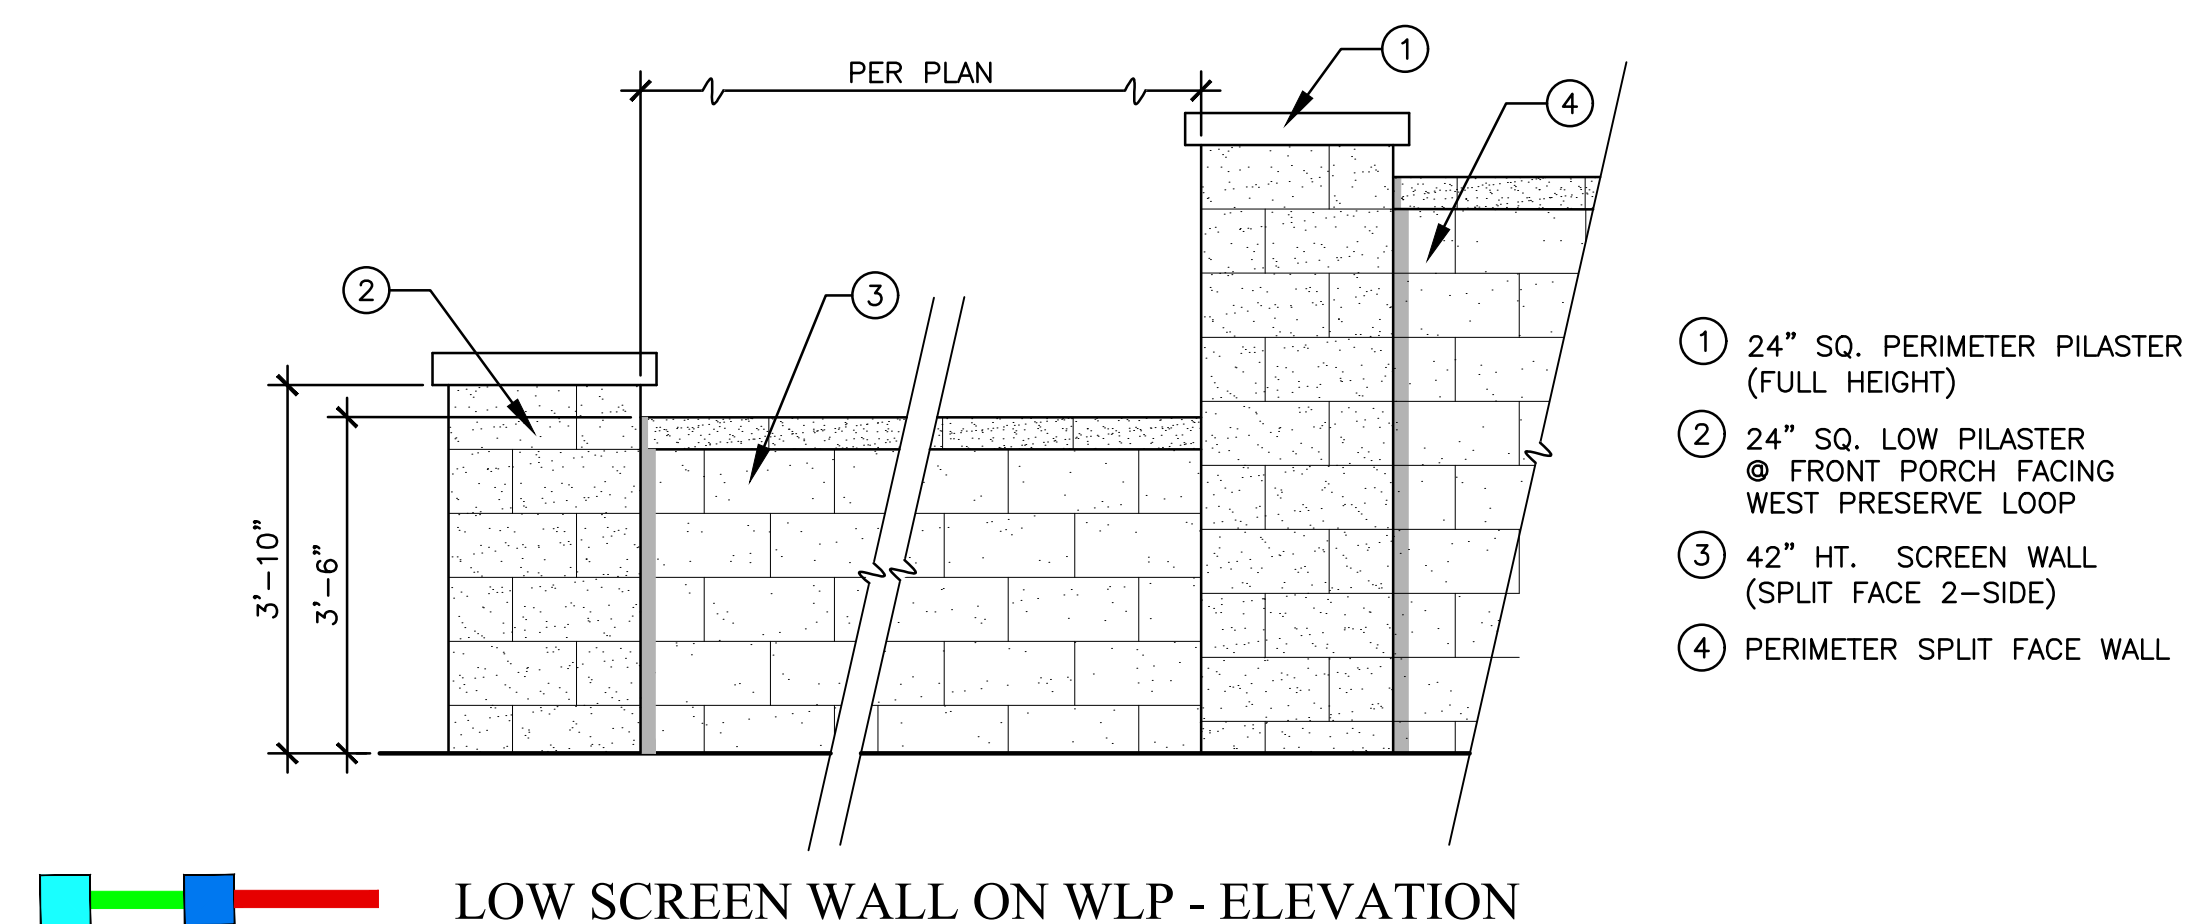 PER PLAN
1
4
2
3
3'-10"
3'-6"
1 24" SQ. PERIMETER PILASTER
(FULL HEIGHT)
2 24" SQ. LOW PILASTER
@ FRONT PORCH FACING
WEST PRESERVE LOOP
3 42" HT. SCREEN WALL
(SPLIT FACE 2-SIDE)
4 PERIMETER SPLIT FACE WALL
LOW SCREEN WALL ON WLP - ELEVATION